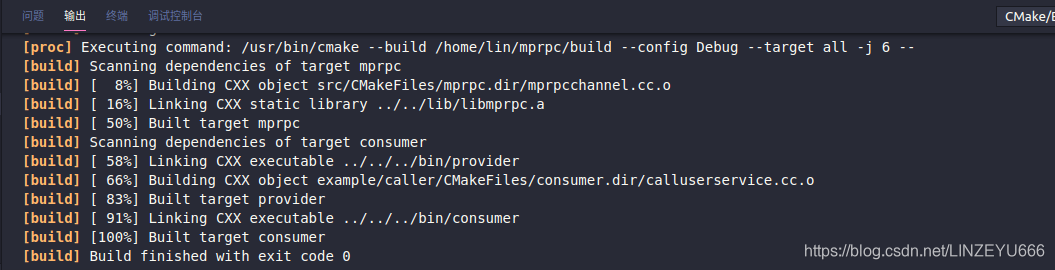 问题 输出 终端 调试控制台 CMake/
[proc] Executing command: /usr/bin/cmake --build /home/lin/mprpc/build --config Debug --target all -j 6 --
[build] Scanning dependencies of target mprpc
[build] [  8%] Building CXX object src/CMakeFiles/mprpc.dir/mprpcchannel.cc.o
[build] [ 16%] Linking CXX static library ../../lib/libmprpc.a
[build] [ 50%] Built target mprpc
[build] Scanning dependencies of target consumer
[build] [ 58%] Linking CXX executable ../../../bin/provider
[build] [ 66%] Building CXX object example/caller/CMakeFiles/consumer.dir/calluserservice.cc.o
[build] [ 83%] Built target provider
[build] [ 91%] Linking CXX executable ../../../bin/consumer
[build] [100%] Built target consumer
[build] Build finished with exit code 0
https://blog.csdn.net/LINZEYU666